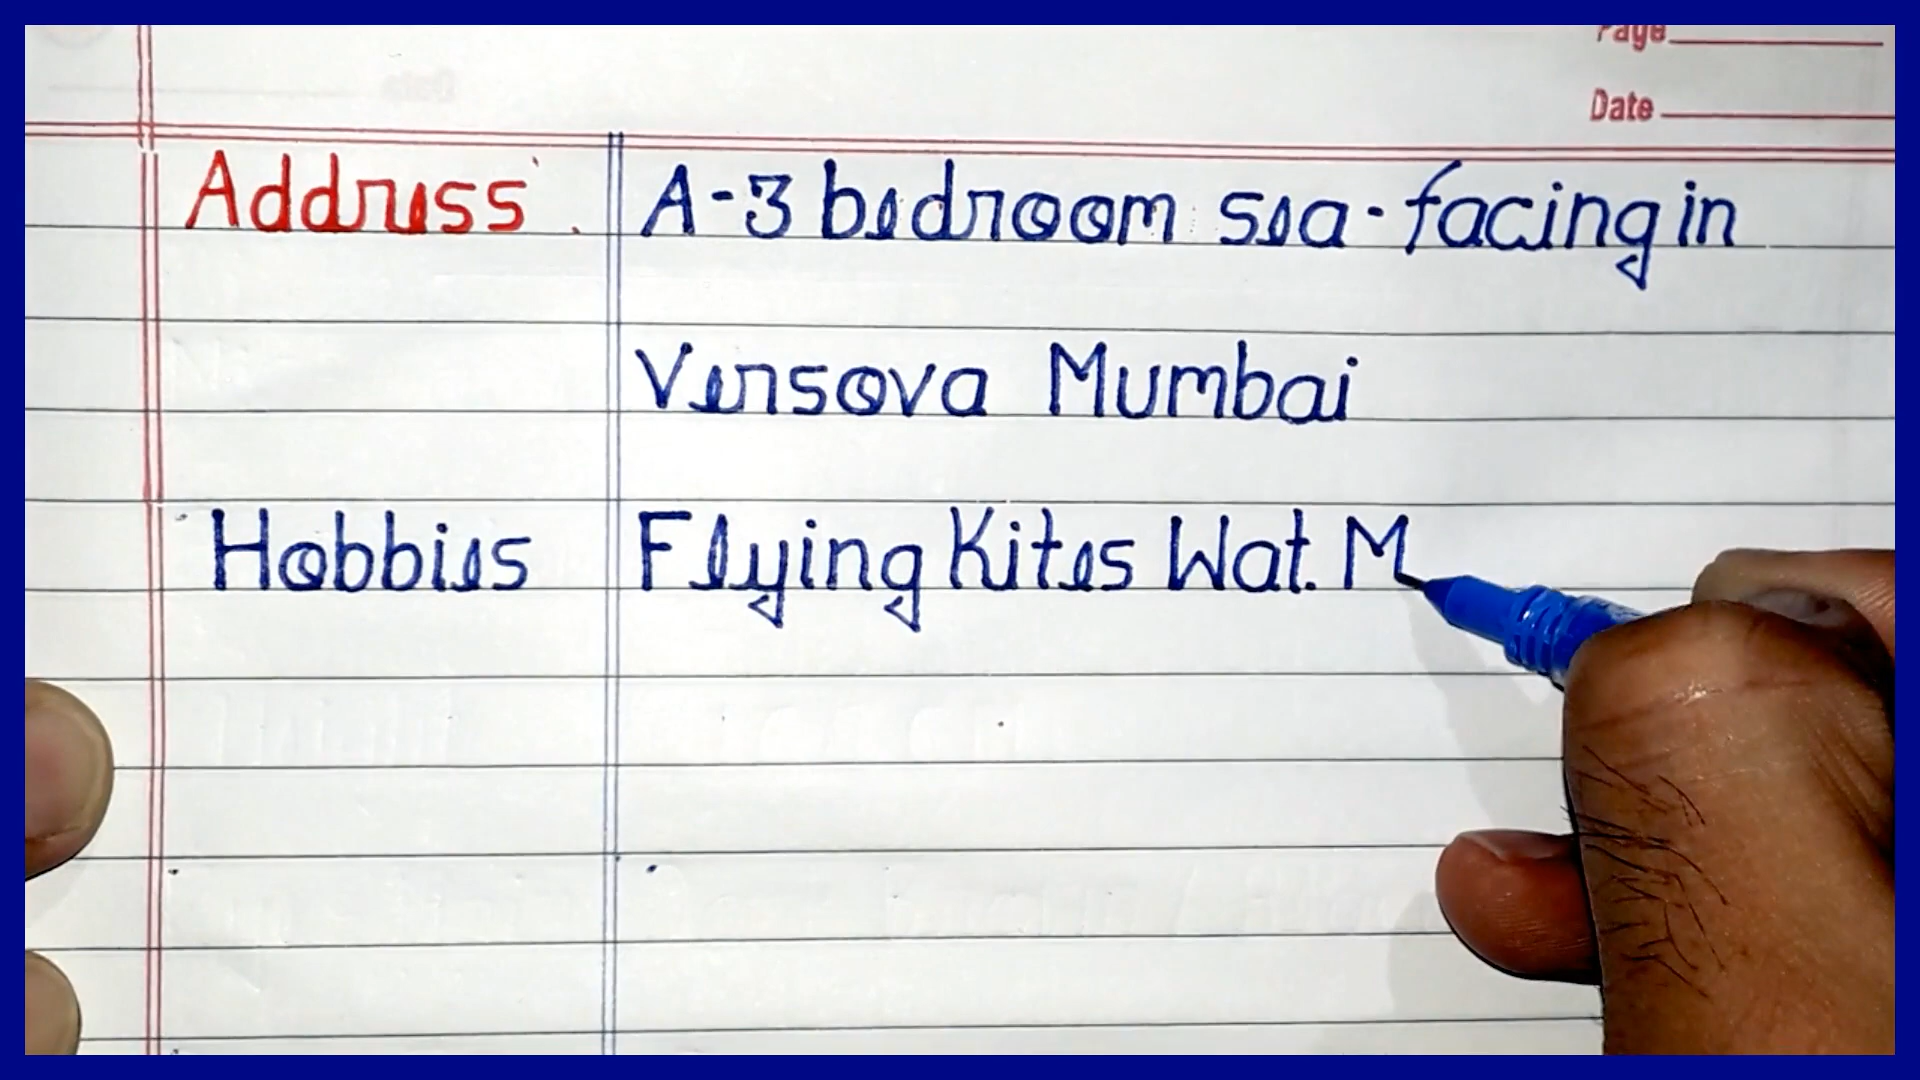 Page
Date
Address A-3 bedroom sea-facing in
Versova Mumbai
Hobbies Flying Kites Wat. M